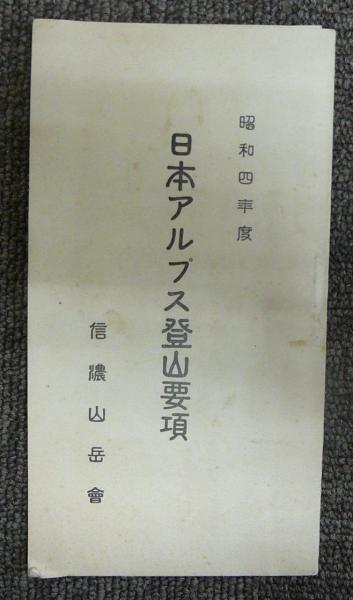 昭和四年度
日本アルプス登山要項
信濃山岳會